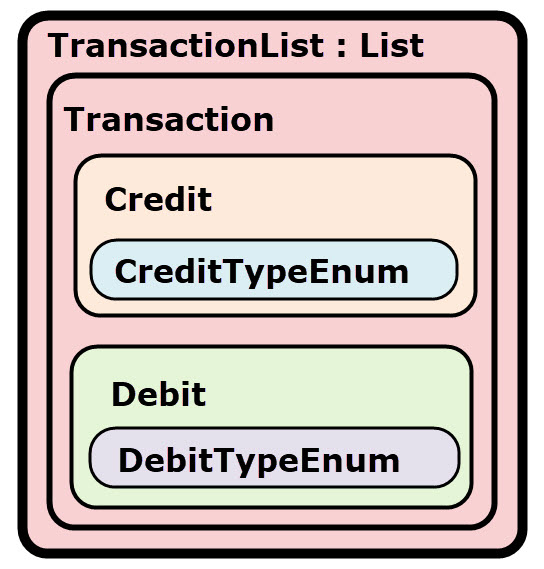 TransactionList : List
Transaction
Credit
CreditTypeEnum
Debit
DebitTypeEnum